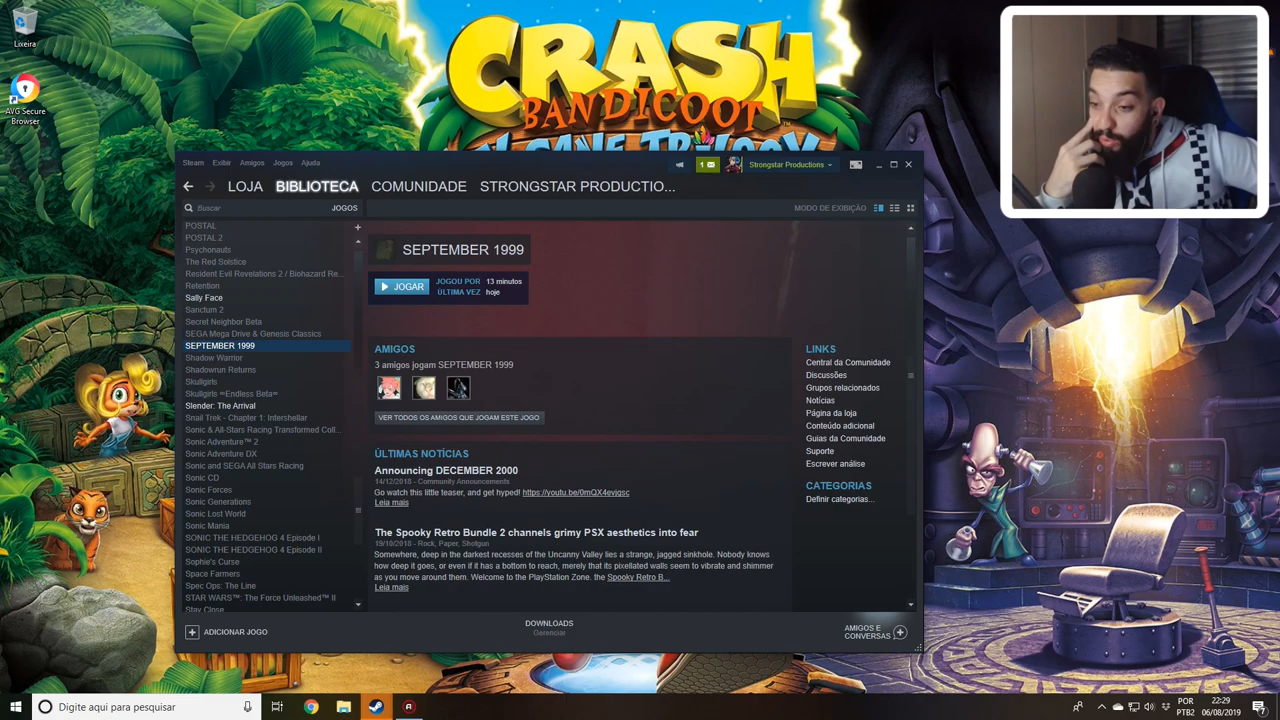 Lixeira
AVG Secure
Browser
CRASH
BANDICOOT
N. SANE TRILOGY
Steam Exibir Amigos Jogos Ajuda
1
Strongstar Productions
LOJA BIBLIOTECA COMUNIDADE STRONGSTAR PRODUCTIO...
Buscar JOGOS
MODO DE EXIBIÇÃO
POSTAL
POSTAL 2
Psychonauts
The Red Solstice
Resident Evil Revelations 2 / Biohazard Re...
Retention
Sally Face
Sanctum 2
Secret Neighbor Beta
SEGA Mega Drive & Genesis Classics
SEPTEMBER 1999
Shadow Warrior
Shadowrun Returns
Skullgirls
Skullgirls ∞Endless Beta∞
Slender: The Arrival
Snail Trek - Chapter 1: Intershellar
Sonic & All-Stars Racing Transformed Coll...
Sonic Adventure™ 2
Sonic Adventure DX
Sonic and SEGA All Stars Racing
Sonic CD
Sonic Forces
Sonic Generations
Sonic Lost World
Sonic Mania
SONIC THE HEDGEHOG 4 Episode I
SONIC THE HEDGEHOG 4 Episode II
Sophie's Curse
Space Farmers
Spec Ops: The Line
STAR WARS™: The Force Unleashed™ II
Stay Close
SEPTEMBER 1999
JOGAR
JOGOU POR 13 minutos
ÚLTIMA VEZ hoje
AMIGOS
3 amigos jogam SEPTEMBER 1999
VER TODOS OS AMIGOS QUE JOGAM ESTE JOGO
ÚLTIMAS NOTÍCIAS
Announcing DECEMBER 2000
14/12/2018 - Community Announcements
Go watch this little teaser, and get hyped! https://youtu.be/0mQX4evjqsc
Leia mais
The Spooky Retro Bundle 2 channels grimy PSX aesthetics into fear
19/10/2018 - Rock, Paper, Shotgun
Somewhere, deep in the darkest recesses of the Uncanny Valley lies a strange, jagged sinkhole. Nobody knows
how deep it goes, or even if it has a bottom to reach, merely that its pixellated walls seem to vibrate and shimmer
as you move around them. Welcome to the PlayStation Zone. the Spooky Retro B...
Leia mais
LINKS
Central da Comunidade
Discussões
Grupos relacionados
Notícias
Página da loja
Conteúdo adicional
Guias da Comunidade
Suporte
Escrever análise
CATEGORIAS
Definir categorias...
ADICIONAR JOGO
DOWNLOADS
Gerenciar
AMIGOS E
CONVERSAS
Digite aqui para pesquisar
POR
PTB2
22:29
06/08/2019
7